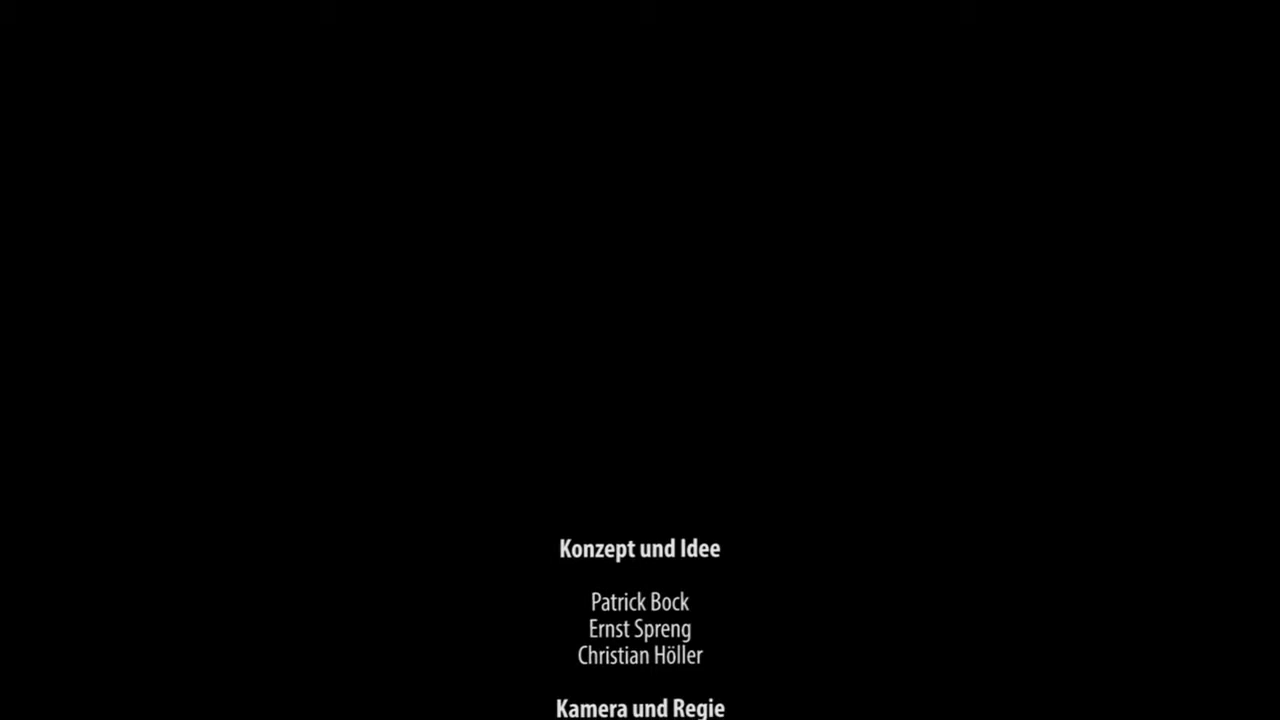 Konzept und Idee
Patrick Bock
Ernst Spreng
Christian Höller
Kamera und Regie